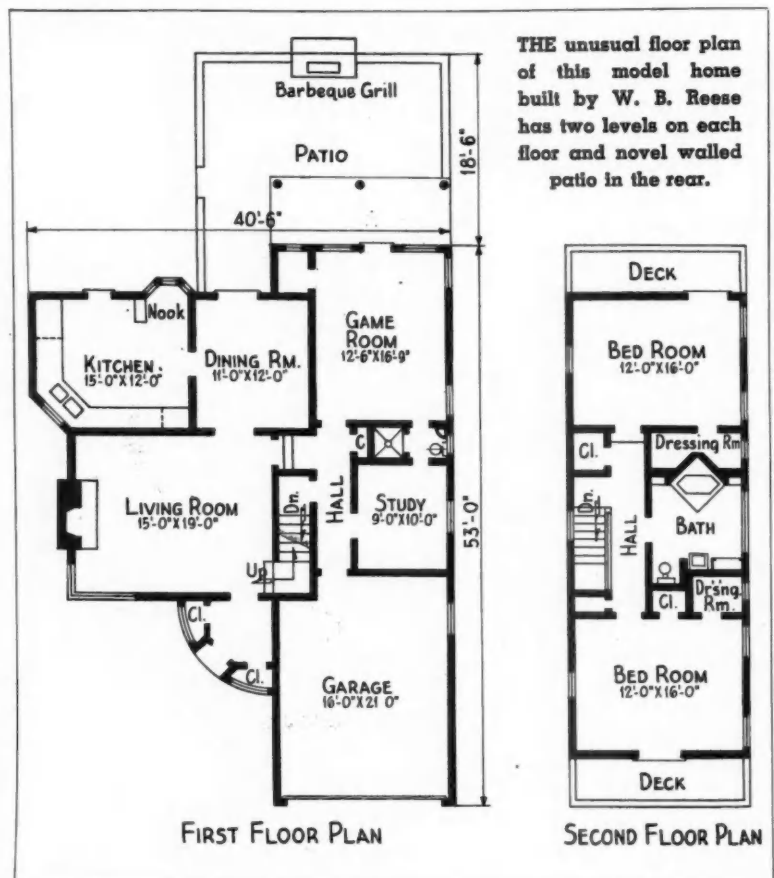 THE unusual floor plan
of this model home
built by W. B. Reese
has two levels on each
floor and novel walled
patio in the rear.
Barbeque Grill
PATIO
18'-6"
40'-6"
Nook
KITCHEN.
15'-0"X12'-0"
DINING RM.
11'-0"X12'-0"
GAME
ROOM
12'-6"X16'-9"
C
LIVING ROOM
15'-0"X19'-0"
Dn.
HALL
STUDY
9'-0"X10'-0"
53'-0"
Up
Cl.
Cl.
GARAGE
16'-0"X21'0"
FIRST FLOOR PLAN
DECK
BED ROOM
12'-0"X16'-0"
Cl.
Dressing Rm
Dn.
HALL
BATH
Cl.
Dr'sng.
Rm.
BED ROOM
12'-0"X16'-0"
DECK
SECOND FLOOR PLAN